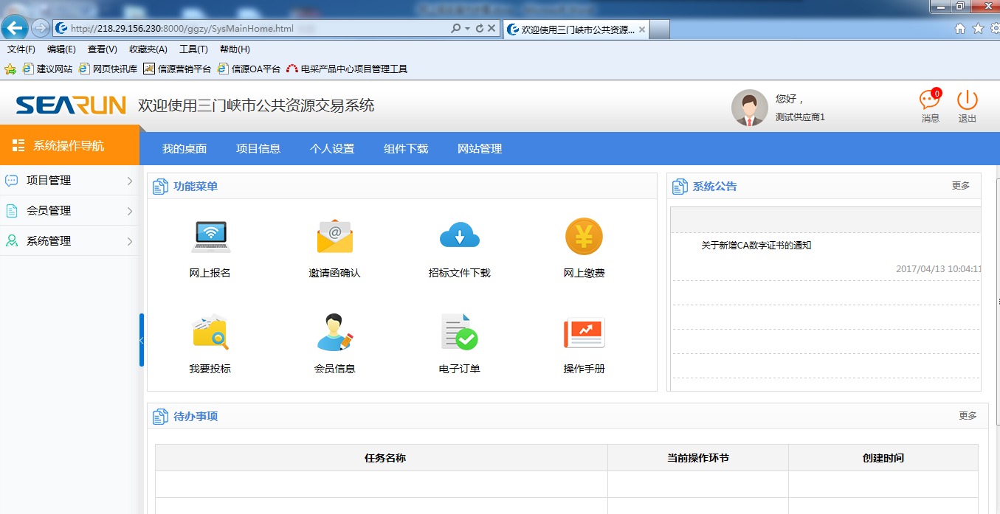 http://218.29.156.230:8000/ggzy/SysMainHome.html
欢迎使用三门峡市公共资源...
文件(F) 编辑(E) 查看(V) 收藏夹(A) 工具(T) 帮助(H)
建议网站 网页快讯库 信源营销平台 信源OA平台 电采产品中心项目管理工具
SEARUN 欢迎使用三门峡市公共资源交易系统
您好，
测试供应商1
0
消息 退出
系统操作导航
我的桌面 项目信息 个人设置 组件下载 网站管理
项目管理
会员管理
系统管理
功能菜单
网上报名 邀请函确认 招标文件下载 网上缴费
我要投标 会员信息 电子订单 操作手册
系统公告 更多
关于新增CA数字证书的通知
2017/04/13 10:04:11
待办事项 更多
任务名称 当前操作环节 创建时间